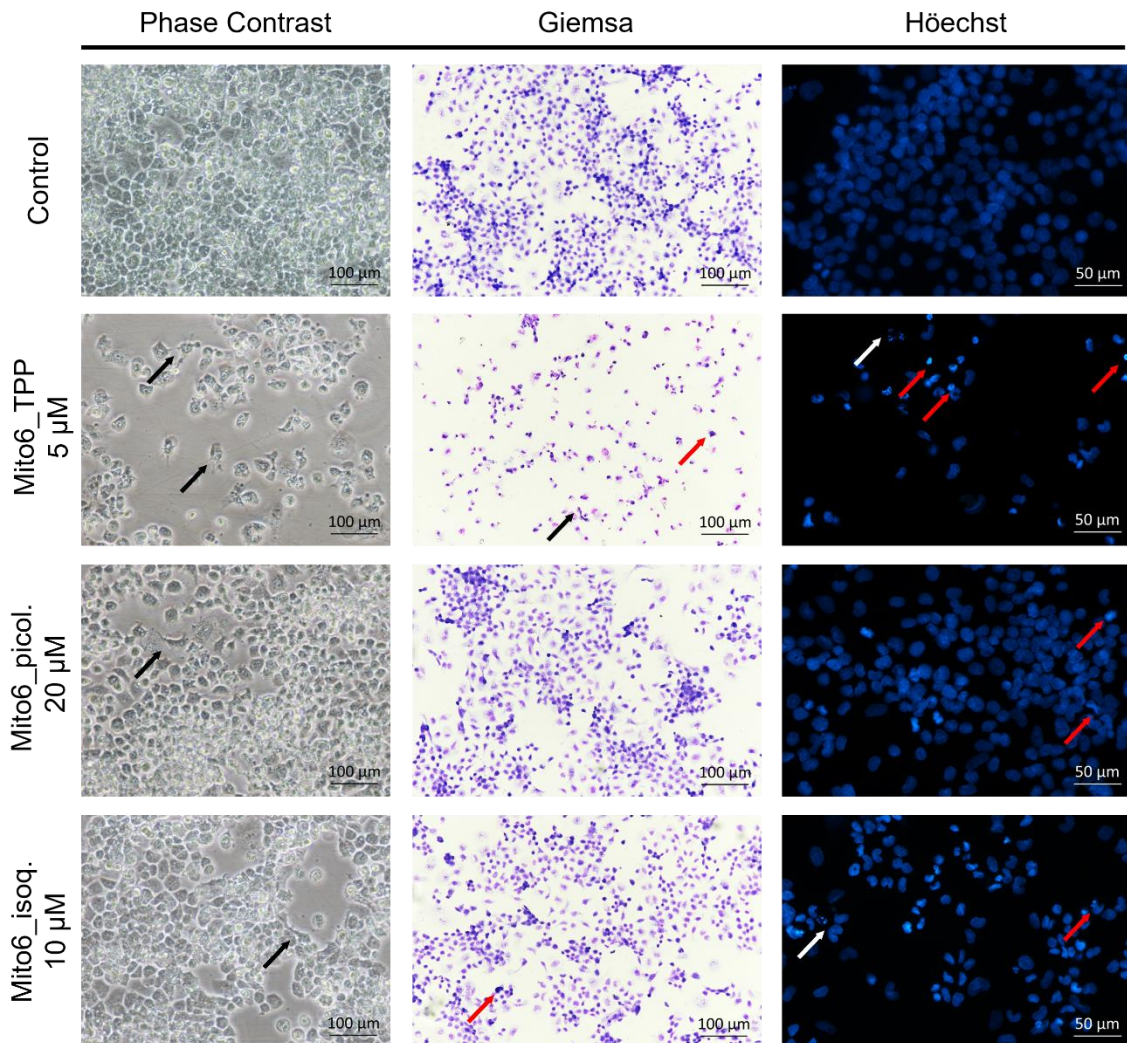 Phase Contrast Giemsa Höechst
Control
100 µm 100 µm 50 µm
Mito6_TPP
5 µM
100 µm 100 µm 50 µm
Mito6_picol.
20 µM
100 µm 100 µm 50 µm
Mito6_isoq.
10 µM
100 µm 100 µm 50 µm